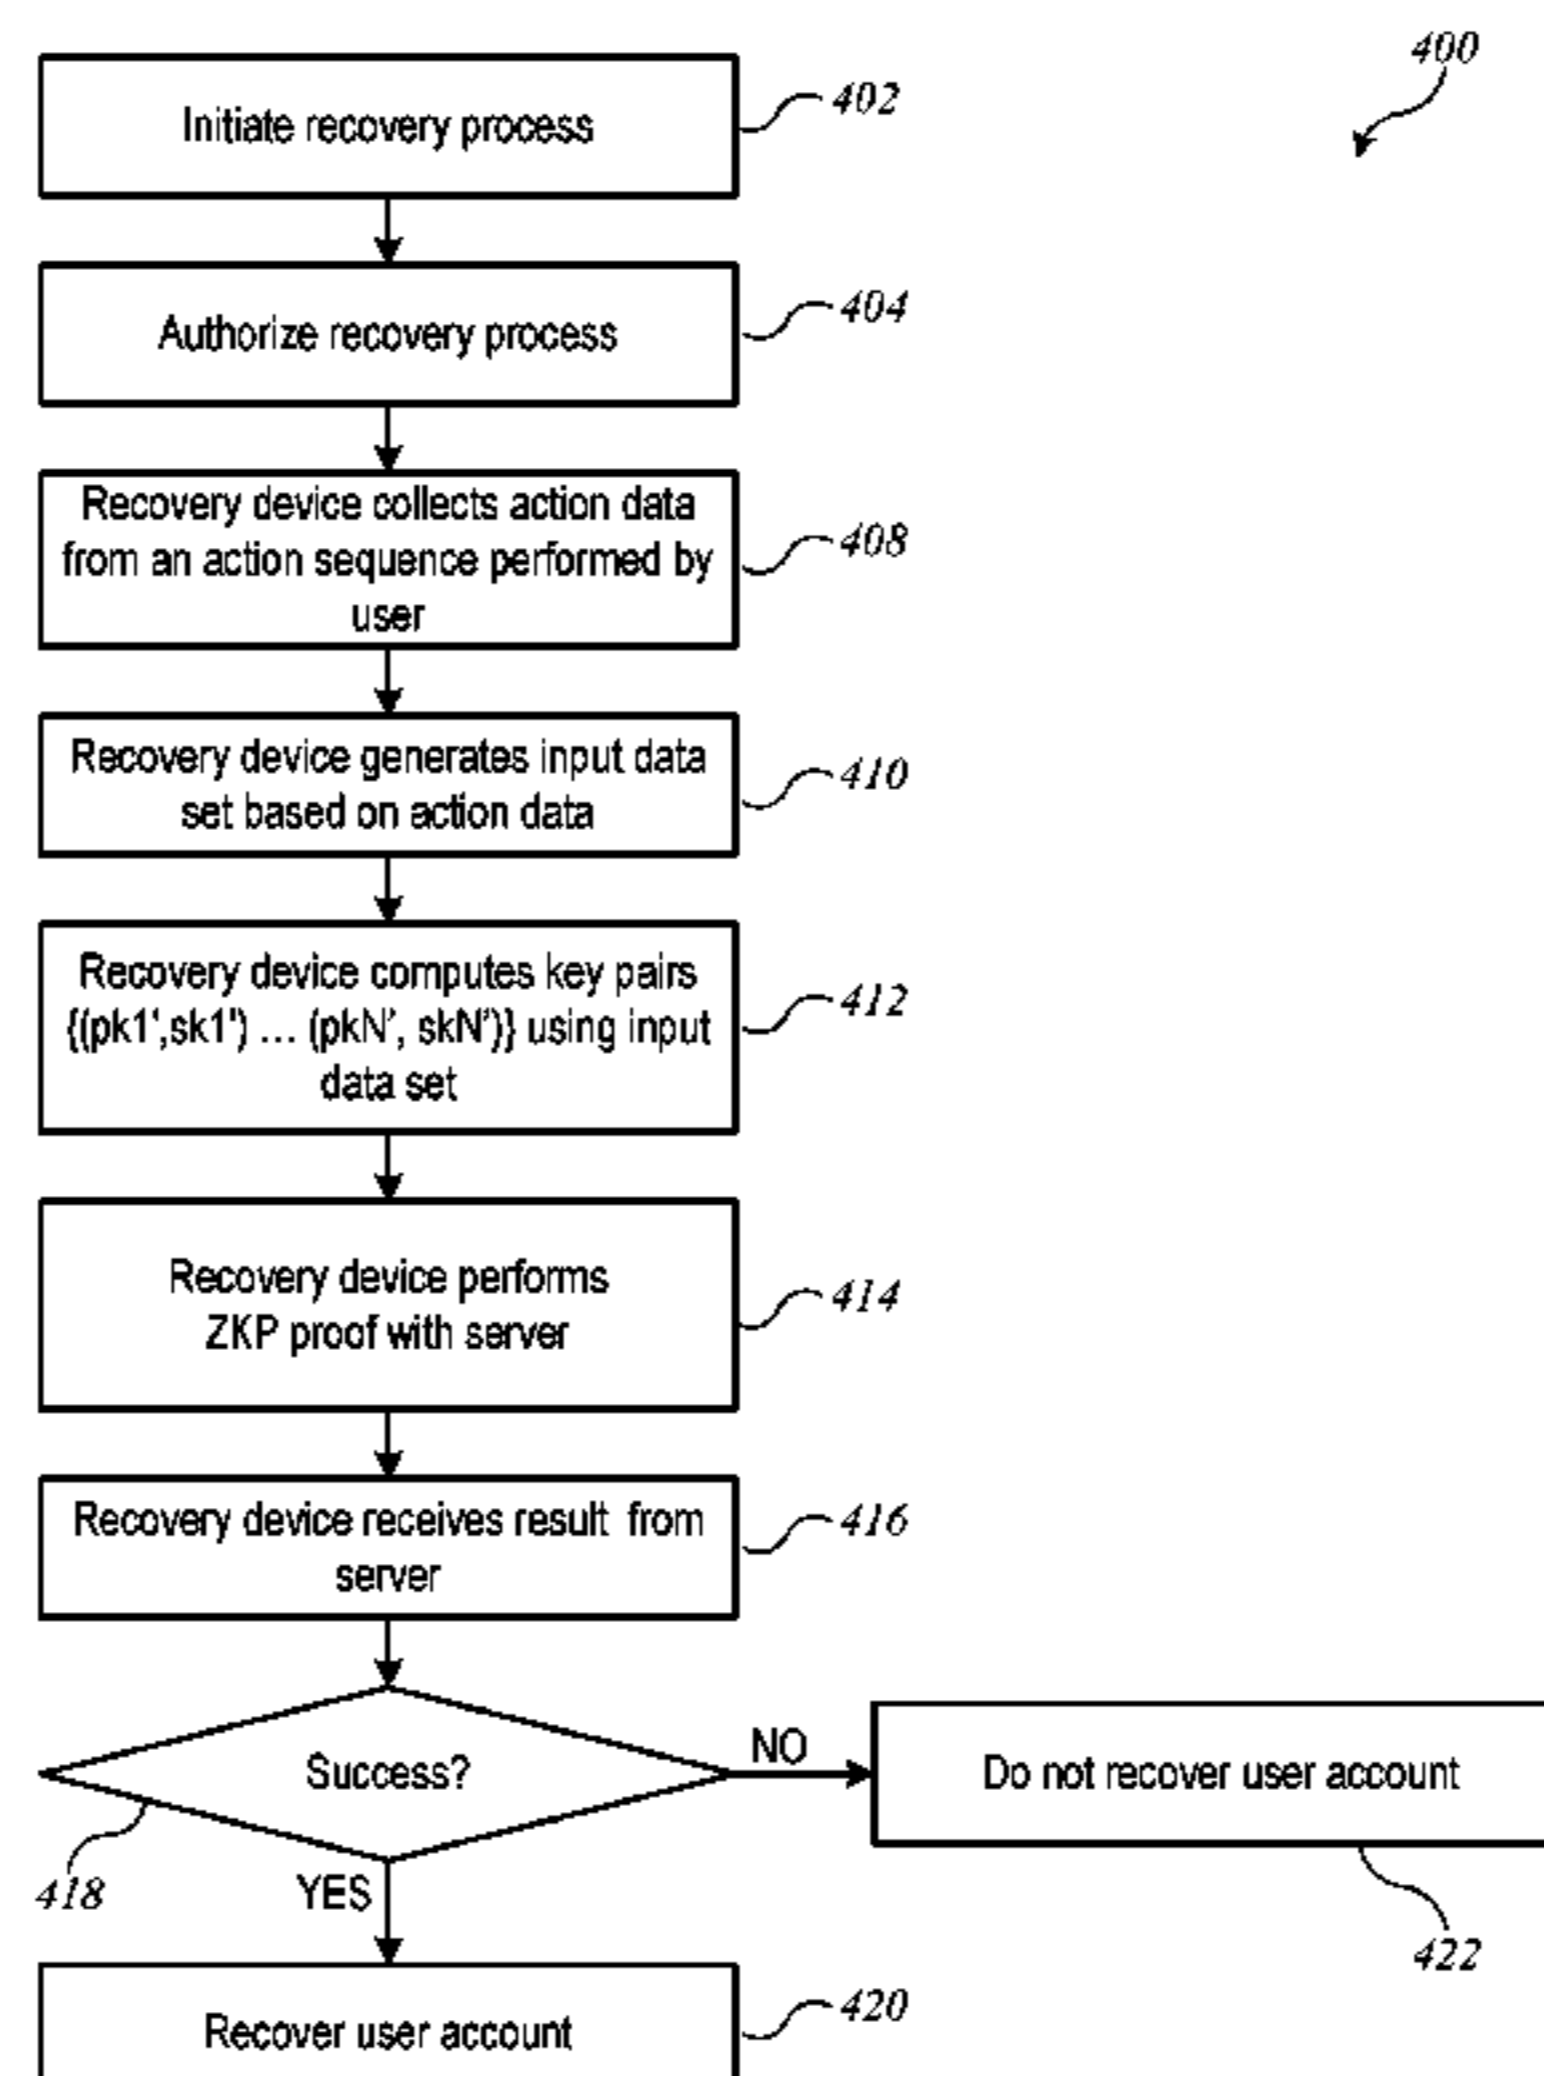 400
Initiate recovery process
402
Authorize recovery process
404
Recovery device collects action data
from an action sequence performed by
user
408
Recovery device generates input data
set based on action data
410
Recovery device computes key pairs
{(pk1',sk1') … (pkN’, skN’)} using input
data set
412
Recovery device performs
ZKP proof with server
414
Recovery device receives result from
server
416
Success?
418
NO
Do not recover user account
422
YES
Recover user account
420